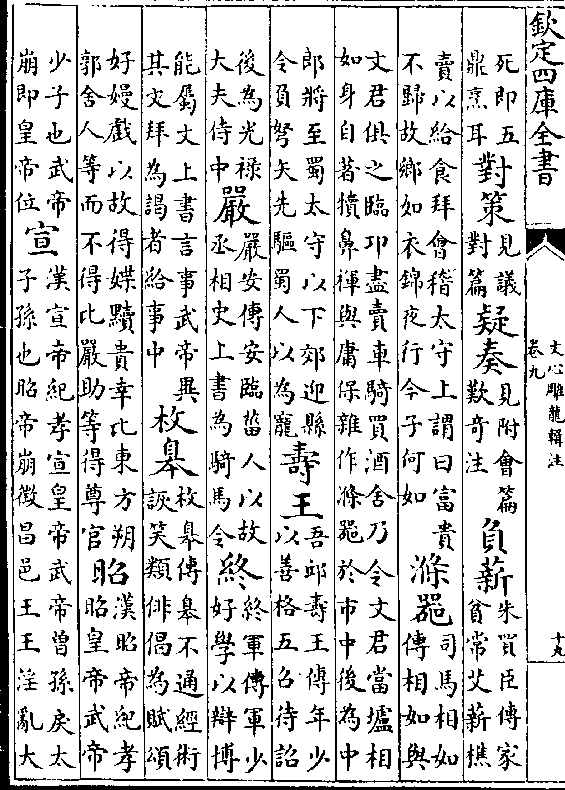 欽定四庫全書
文心雕龍輯注
卷九
十九
死即五鼎烹耳對策見議對篇疑奏見附會篇歎奇注負薪朱買臣傳家貧常艾薪樵
賣以給食拜會稽太守上謂曰富貴不歸故鄉如衣錦夜行今子何如滌器司馬相如傳相如與
文君俱之臨邛盡賣車騎買酒舍乃令文君當壚相如身自著犢鼻褌與庸保雜作滌器於市中後為中
郎將至蜀太守以下郊迎縣令負弩矢先驅蜀人以為寵壽王吾邱壽王傳年少以善格五召待詔
後為光祿大夫侍中嚴嚴安傳安臨菑人以故丞相史上書為騎馬令終終軍傳軍少好學以辯博
能屬文上書言事武帝異其文拜為謁者給事中枚皋枚皋傳皋不通經術詼笑類俳倡為賦頌
好嫚戲以故得媟黷貴幸比東方朔郭舍人等而不得比嚴助等得尊官昭漢昭帝紀孝昭皇帝武帝
少子也武帝崩即皇帝位宣漢宣帝紀孝宣皇帝武帝曾孫戾太子孫也昭帝崩徵昌邑王王淫亂大